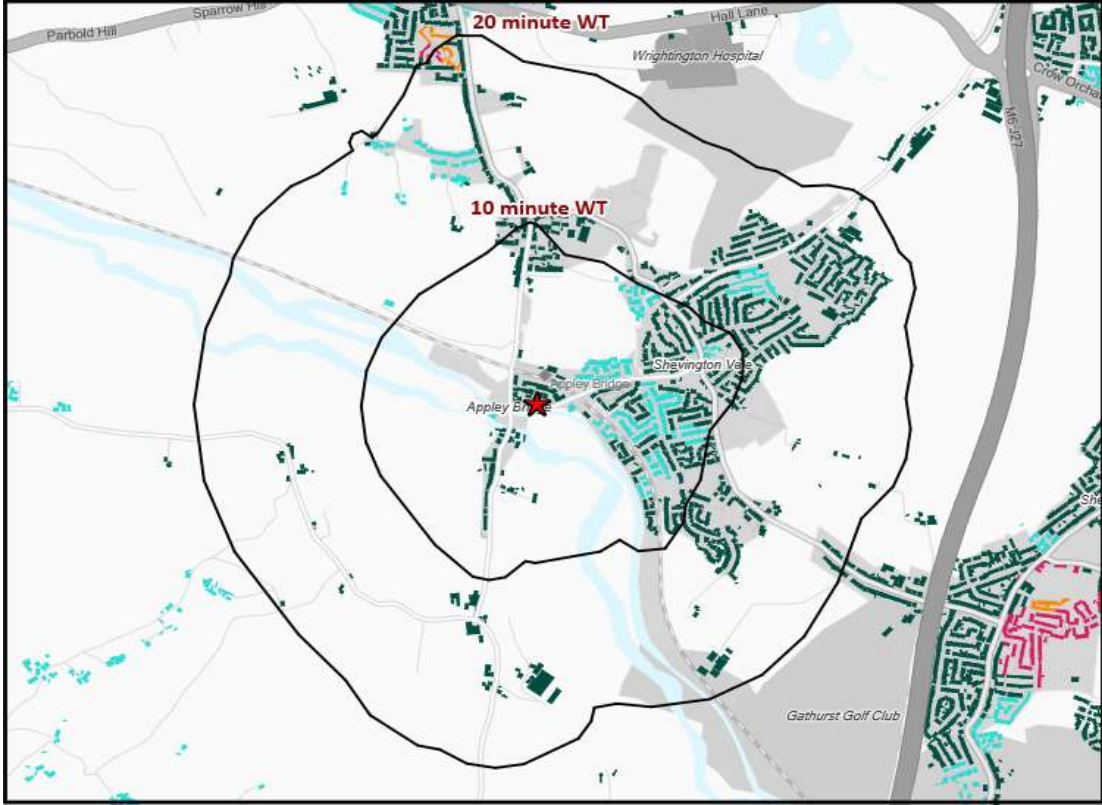 Sparrow Hill
Parbold Hill
20 minute WT
Hall Lane
Wrightington Hospital
Crow Orchard
M6 J27
10 minute WT
Shevington Vale
Appley Bridge
Appley Bridge
She
Gathurst Golf Club